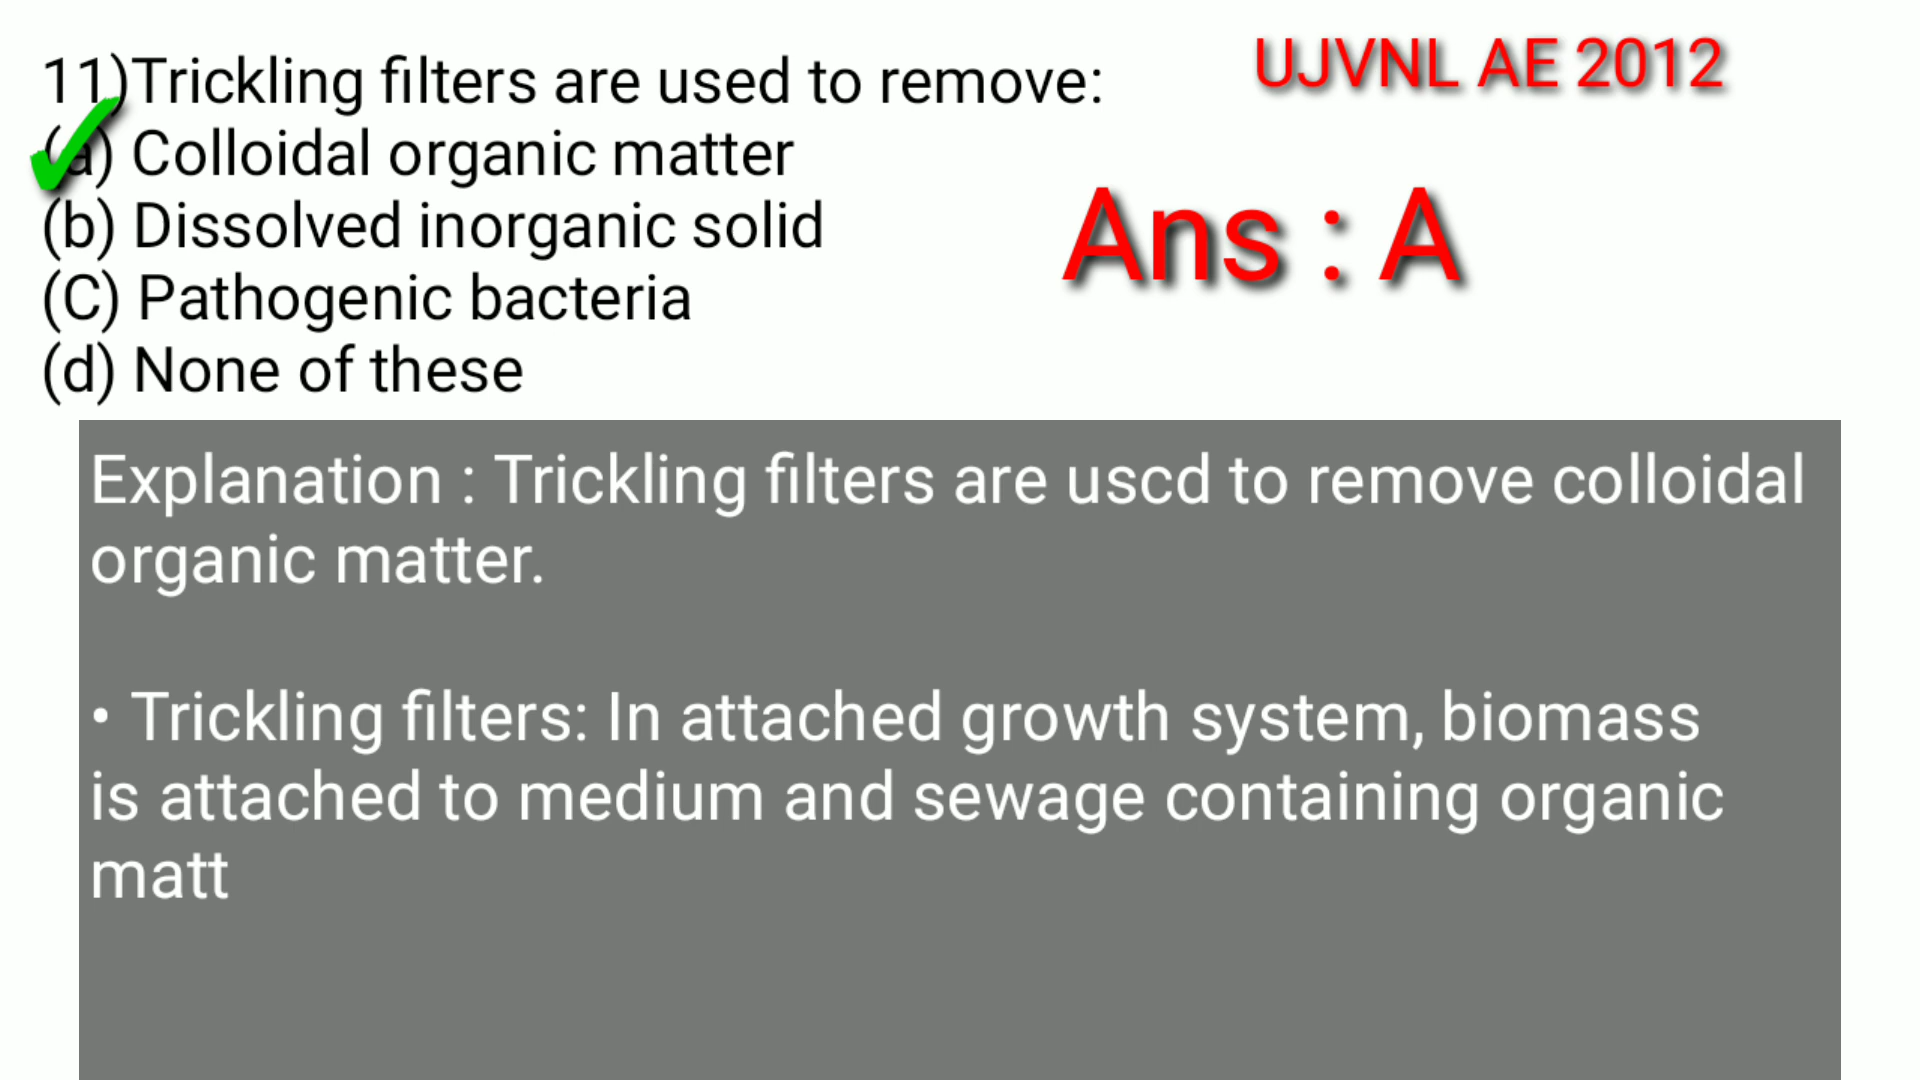 11)Trickling filters are used to remove:
UJVNL AE 2012
(a) Colloidal organic matter
(b) Dissolved inorganic solid
Ans : A
(C) Pathogenic bacteria
(d) None of these
Explanation : Trickling filters are uscd to remove colloidal
organic matter.
• Trickling filters: In attached growth system, biomass
is attached to medium and sewage containing organic
matt